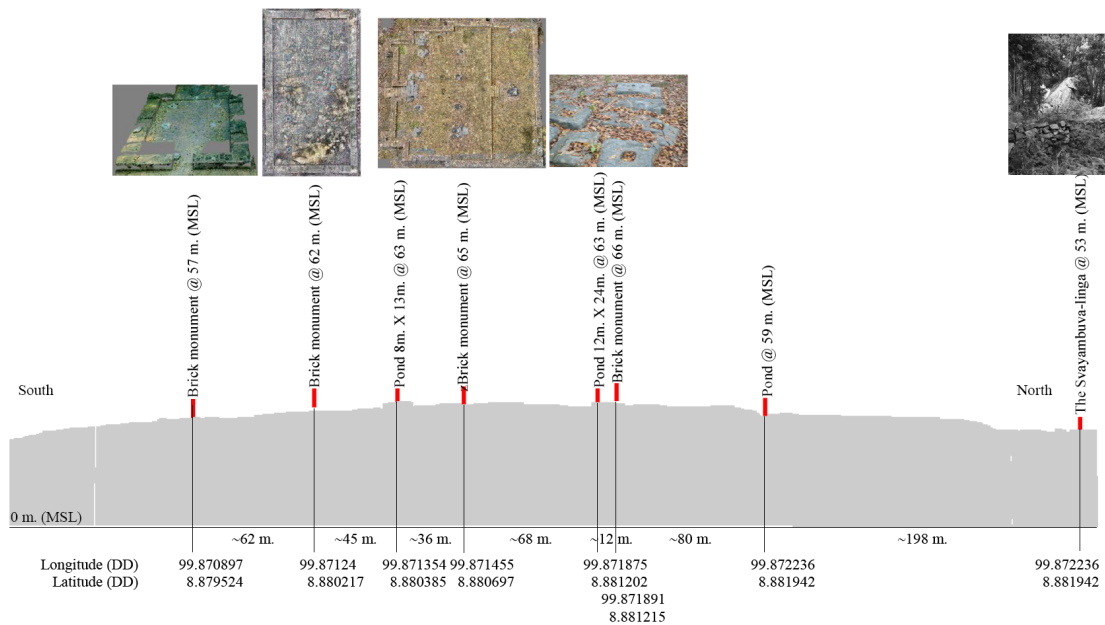 Brick monument @ 57 m. (MSL)
Brick monument @ 62 m. (MSL)
Pond 8m. X 13m. @ 63 m. (MSL)
Brick monument @ 65 m. (MSL)
Pond 12m. X 24m. @ 63 m. (MSL)
Brick monument @ 66 m. (MSL)
Pond @ 59 m. (MSL)
The Svayambuva-linga @ 53 m. (MSL)
South
North
0 m. (MSL)
~62 m. ~45 m. ~36 m. ~68 m. ~12 m. ~80 m. ~198 m.
Longitude (DD) 99.870897 99.87124 99.871354 99.871455 99.871875 99.872236 99.872236
Latitude (DD) 8.879524 8.880217 8.880385 8.880697 8.881202 8.881942 8.881942
99.871891
8.881215